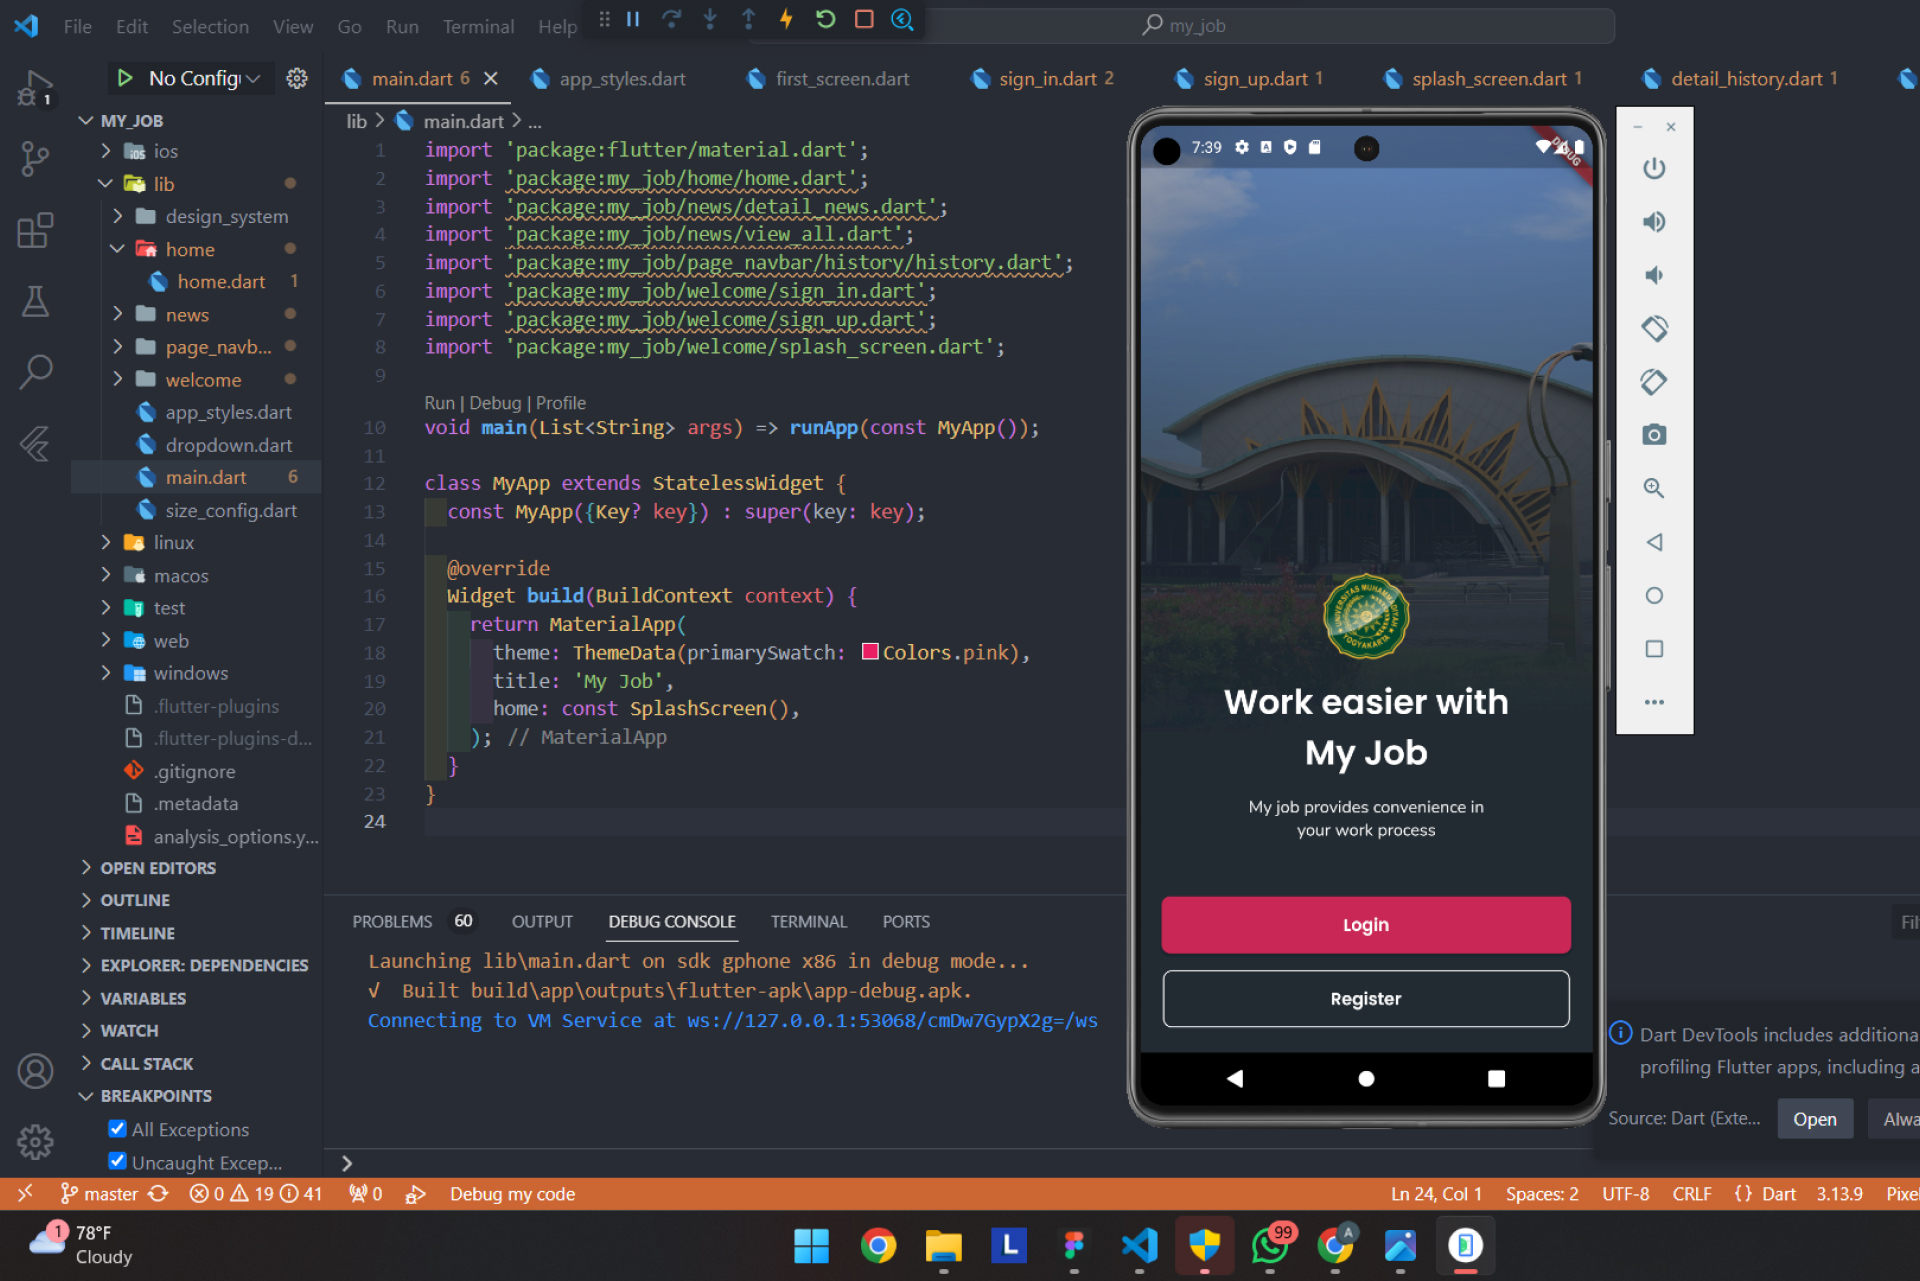 File Edit Selection View Go Run Terminal Help
my_job
1
No Config
main.dart 6
app_styles.dart
first_screen.dart
sign_in.dart 2
sign_up.dart 1
splash_screen.dart 1
detail_history.dart 1
MY_JOB
ios
lib
design_system
home
home.dart 1
news
page_navb...
welcome
app_styles.dart
dropdown.dart
main.dart 6
size_config.dart
linux
macos
test
web
windows
.flutter-plugins
.flutter-plugins-d...
.gitignore
.metadata
analysis_options.y...
OPEN EDITORS
OUTLINE
TIMELINE
EXPLORER: DEPENDENCIES
VARIABLES
WATCH
CALL STACK
BREAKPOINTS
All Exceptions
Uncaught Excep...
lib > main.dart > ...
1 import 'package:flutter/material.dart';
2 import 'package:my_job/home/home.dart';
3 import 'package:my_job/news/detail_news.dart';
4 import 'package:my_job/news/view_all.dart';
5 import 'package:my_job/page_navbar/history/history.dart';
6 import 'package:my_job/welcome/sign_in.dart';
7 import 'package:my_job/welcome/sign_up.dart';
8 import 'package:my_job/welcome/splash_screen.dart';
9
Run | Debug | Profile
10 void main(List<String> args) => runApp(const MyApp());
11
12 class MyApp extends StatelessWidget {
13 const MyApp({Key? key}) : super(key: key);
14
15 @override
16 Widget build(BuildContext context) {
17 return MaterialApp(
18 theme: ThemeData(primarySwatch: Colors.pink),
19 title: 'My Job',
20 home: const SplashScreen(),
21 ); // MaterialApp
22 }
23 }
24
PROBLEMS 60 OUTPUT DEBUG CONSOLE TERMINAL PORTS
Launching lib\main.dart on sdk gphone x86 in debug mode...
√ Built build\app\outputs\flutter-apk\app-debug.apk.
Connecting to VM Service at ws://127.0.0.1:53068/cmDw7GypX2g=/ws
7:39
DEBUG
UNIVERSITAS MUHAMMADIYAH
YOGYAKARTA
Work easier with
My Job
My job provides convenience in
your work process
Login
Register
Fil
Dart DevTools includes additiona
profiling Flutter apps, including a
Source: Dart (Exte... Open Alwa
master 0 19 41 0 Debug my code
Ln 24, Col 1 Spaces: 2 UTF-8 CRLF {} Dart 3.13.9 Pixel
1
78°F
Cloudy
L
99
A